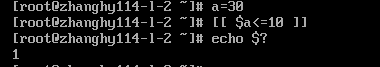 [root@zhanghy114-l-2 ~]# a=30
[root@zhanghy114-l-2 ~]# [[ $a<=10 ]]
[root@zhanghy114-l-2 ~]# echo $?
1